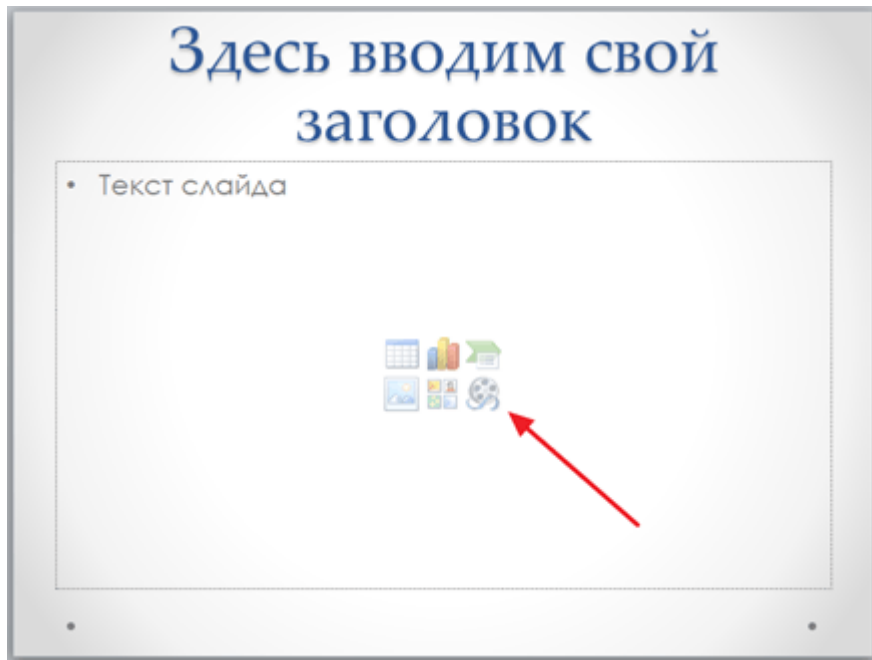 Здесь вводим свой
заголовок
• Текст слайда